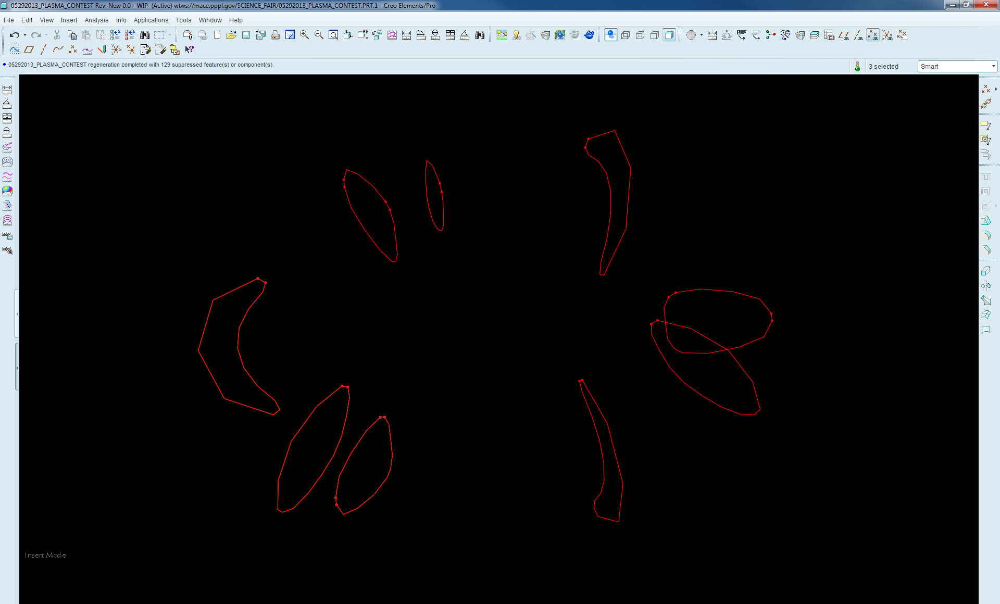 05292013_PLASMA_CONTEST Rev: New 0.0+ WIP (Active) wtws://mace.pppl.gov/SCIENCE_FAIR/05292013_PLASMA_CONTEST.PRT.1 - Creo Elements/Pro
File Edit View Insert Analysis Info Applications Tools Window Help
05292013_PLASMA_CONTEST regeneration completed with 129 suppressed feature(s) or component(s).
3 selected
Smart
Insert Mode